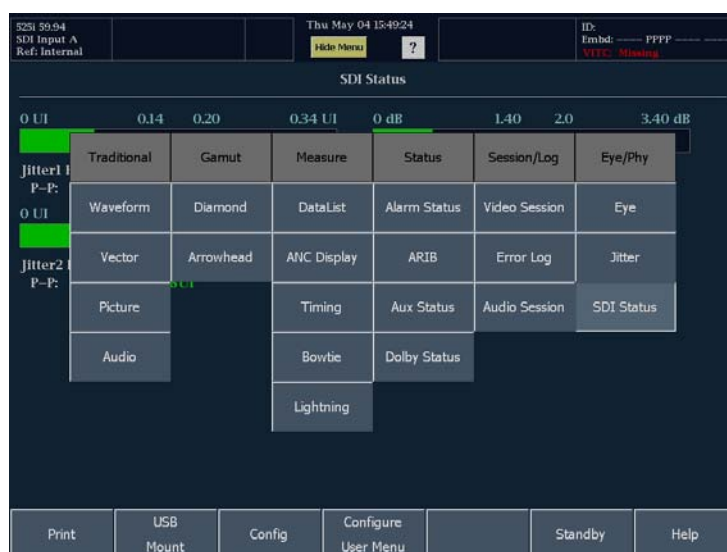 525i 59.94
SDI Input A
Ref: Internal
Thu May 04 15:49:24
Hide Menu
?
ID:
Embd: ---- PPPP ---- ----
VITC: Missing
SDI Status
0 UI 0.14 0.20 0.34 UI 0 dB 1.40 2.0 3.40 dB
Traditional Gamut Measure Status Session/Log Eye/Phy
Jitter1
P-P:
Waveform Diamond DataList Alarm Status Video Session Eye
0 UI
Vector Arrowhead ANC Display ARIB Error Log Jitter
Jitter2
P-P:
Picture Timing Aux Status Audio Session SDI Status
Audio Bowtie Dolby Status
Lightning
Print
USB
Mount
Config
Configure
User Menu
Standby
Help